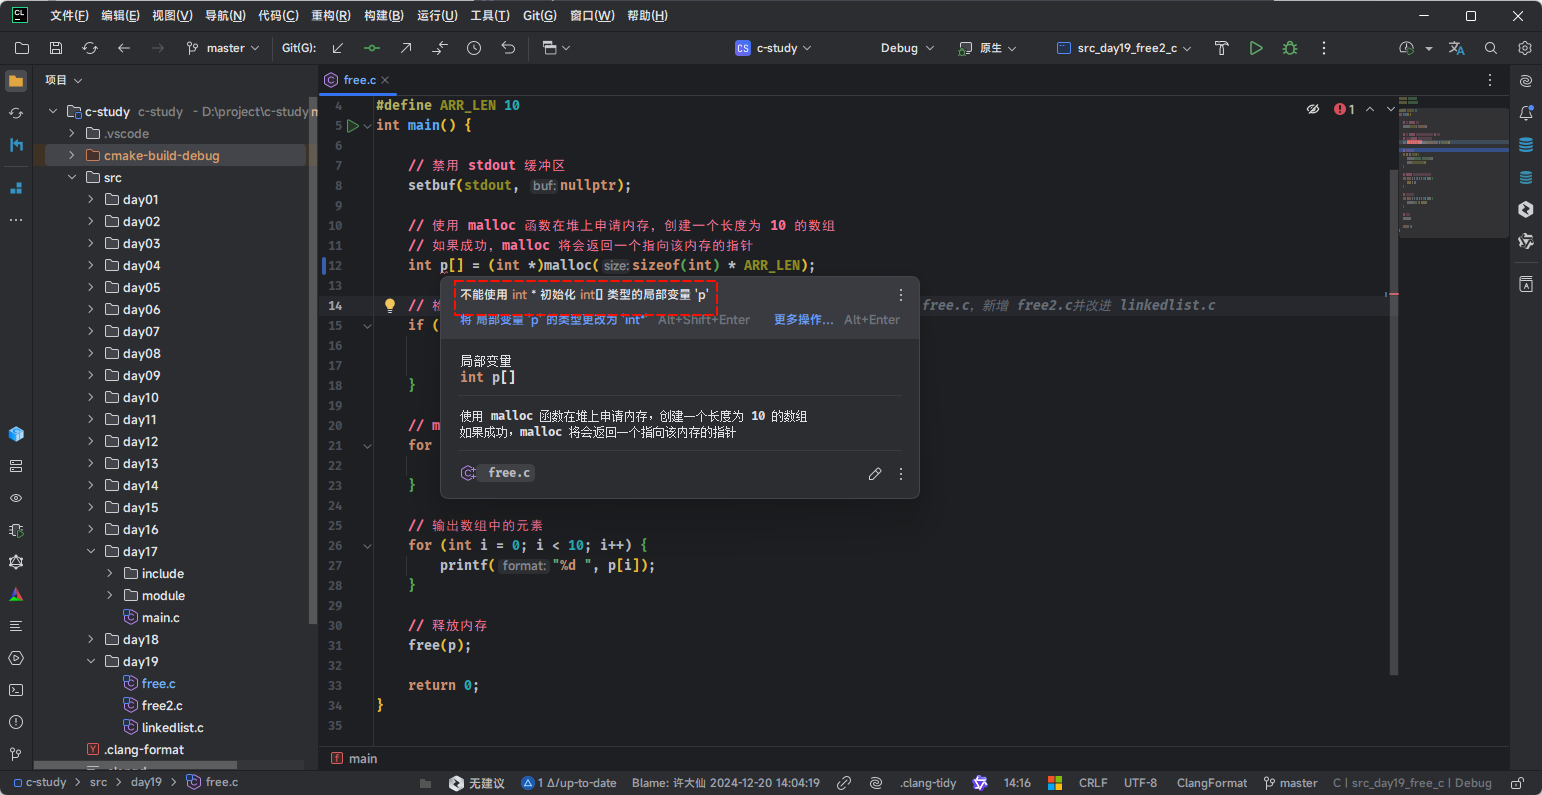 CL 文件(F) 编辑(E) 视图(V) 导航(N) 代码(C) 重构(R) 构建(B) 运行(U) 工具(T) Git(G) 窗口(W) 帮助(H)
master Git(G): CS c-study Debug 原生 src_day19_free2_c
项目
free.c
c-study c-study - D:\project\c-study
.vscode
cmake-build-debug
src
day01
day02
day03
day04
day05
day06
day07
day08
day09
day10
day11
day12
day13
day14
day15
day16
day17
include
module
main.c
day18
day19
free.c
free2.c
linkedlist.c
.clang-format
1
4 #define ARR_LEN 10
5 int main() {
6
7 // 禁用 stdout 缓冲区
8 setbuf(stdout, buf: nullptr);
9
10 // 使用 malloc 函数在堆上申请内存，创建一个长度为 10 的数组
11 // 如果成功，malloc 将会返回一个指向该内存的指针
12 int p[] = (int *)malloc( size: sizeof(int) * ARR_LEN);
13
14 // free.c，新增 free2.c并改进 linkedlist.c
15 if (
16
17
18 }
19
20 // m
21 for
22
23 }
24
25 // 输出数组中的元素
26 for (int i = 0; i < 10; i++) {
27 printf( format: "%d ", p[i]);
28 }
29
30 // 释放内存
31 free(p);
32
33 return 0;
34 }
35
不能使用 int * 初始化 int[] 类型的局部变量 'p'
将 局部变量 'p' 的类型更改为 'int*' Alt+Shift+Enter 更多操作... Alt+Enter
局部变量
int p[]
使用 malloc 函数在堆上申请内存，创建一个长度为 10 的数组
如果成功，malloc 将会返回一个指向该内存的指针
free.c
f main
c-study > src > day19 > free.c 无建议 1 Δ/up-to-date Blame: 许大仙 2024-12-20 14:04:19 .clang-tidy 14:16 CRLF UTF-8 ClangFormat master C | src_day19_free_c | Debug